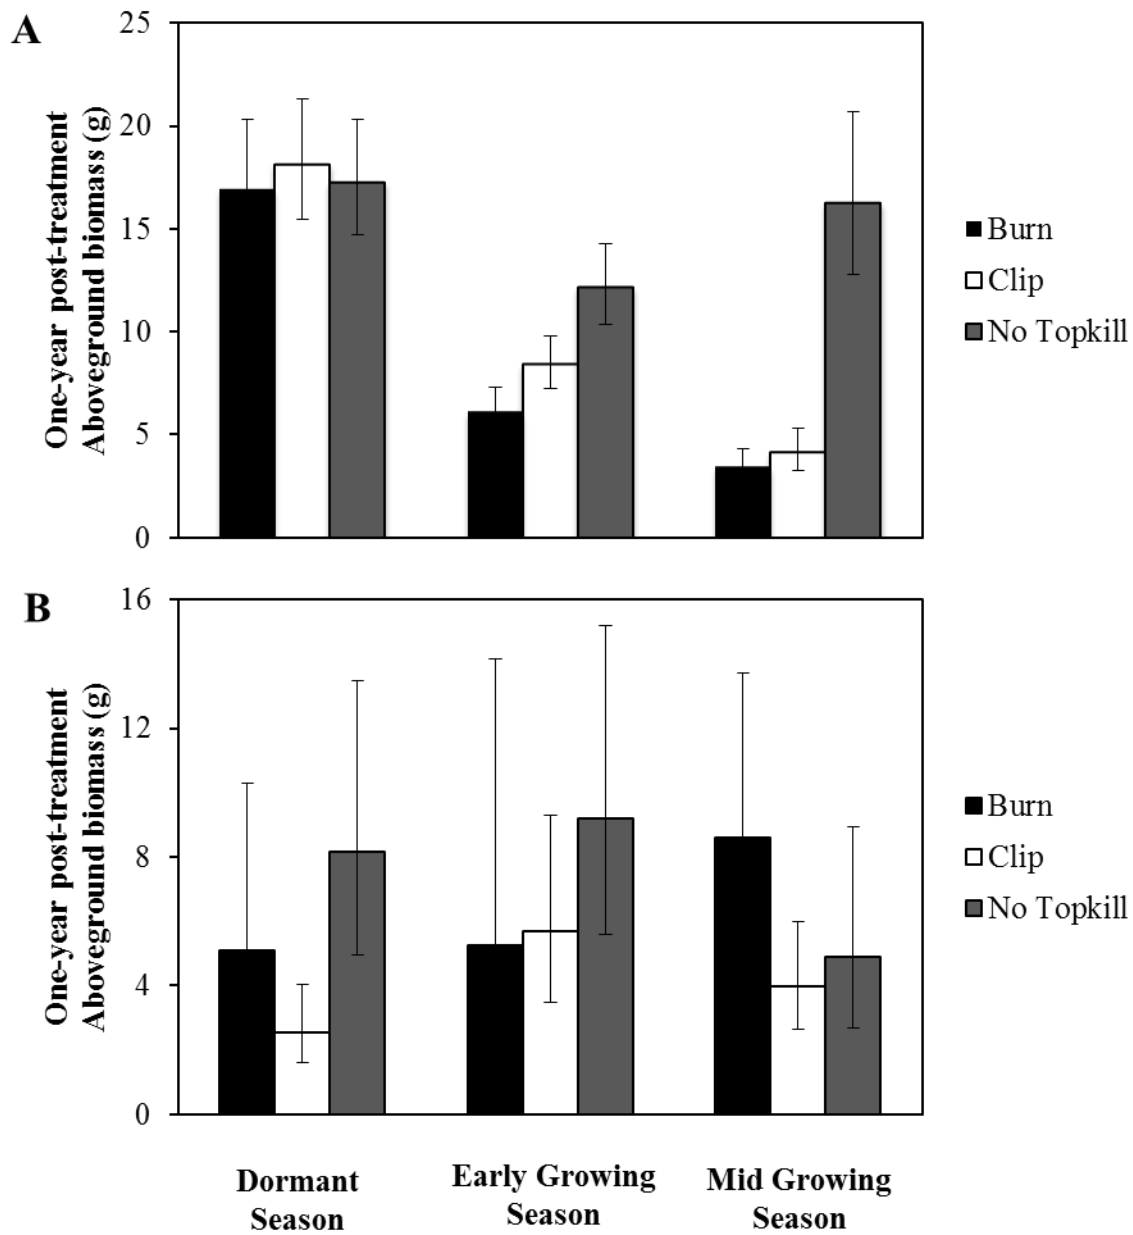 A
One-year post-treatment
Aboveground biomass (g)
25
20
15
10
5
0
Burn
Clip
No Topkill
B
One-year post-treatment
Aboveground biomass (g)
16
12
8
4
0
Burn
Clip
No Topkill
Dormant
Season
Early Growing
Season
Mid Growing
Season